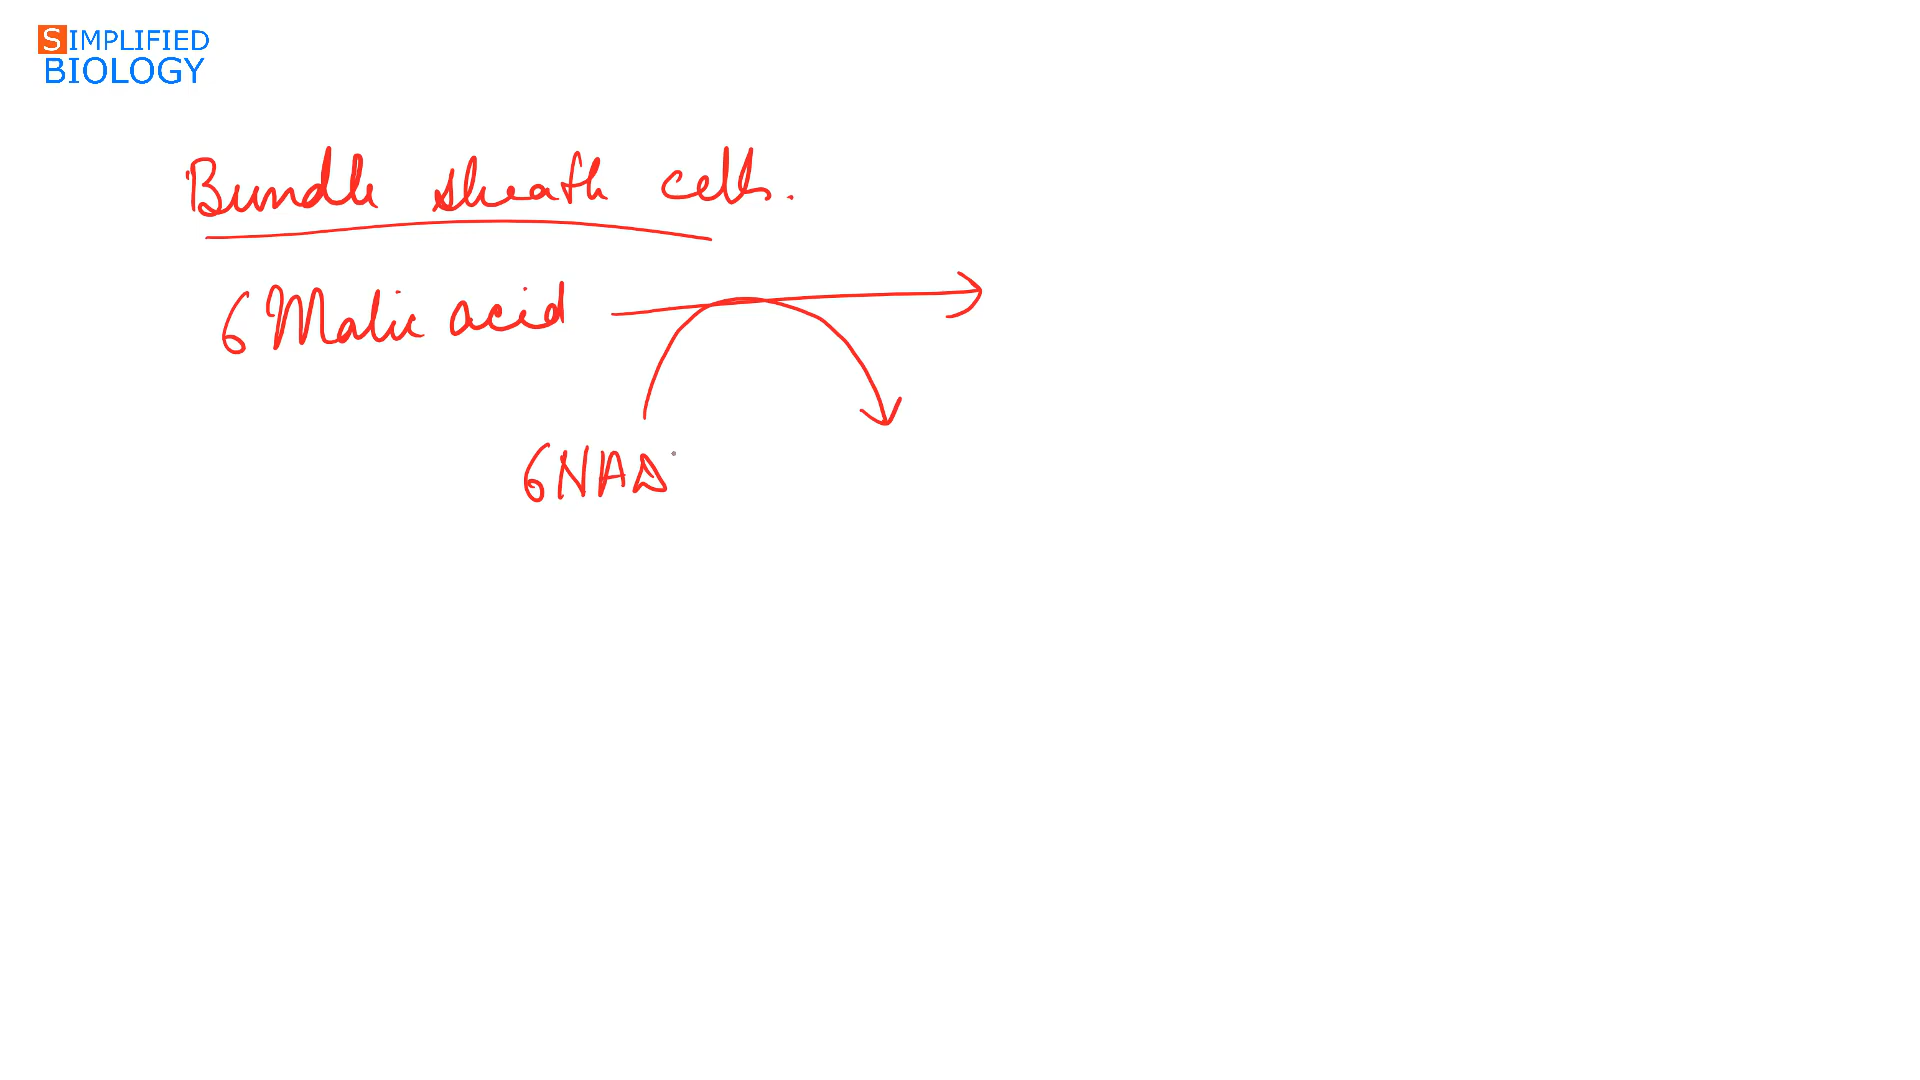 SIMPLIFIED
BIOLOGY
Bundle sheath cells.
6 Malic acid
6NAD